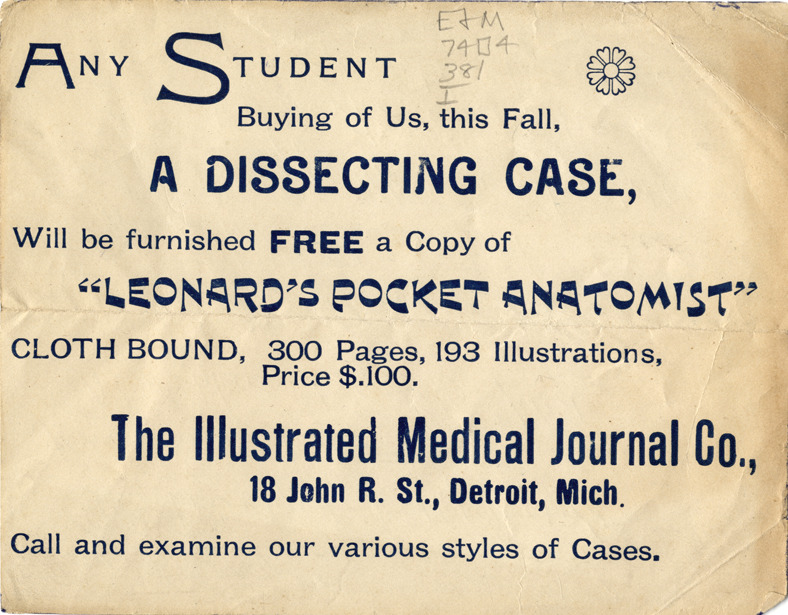 E&M
74D4
381
I
ANY STUDENT
Buying of Us, this Fall,
A DISSECTING CASE,
Will be furnished FREE a Copy of
“LEONARD’S POCKET ANATOMIST”
CLOTH BOUND, 300 Pages, 193 Illustrations,
Price $.100.
The Illustrated Medical Journal Co.,
18 John R. St., Detroit, Mich.
Call and examine our various styles of Cases.